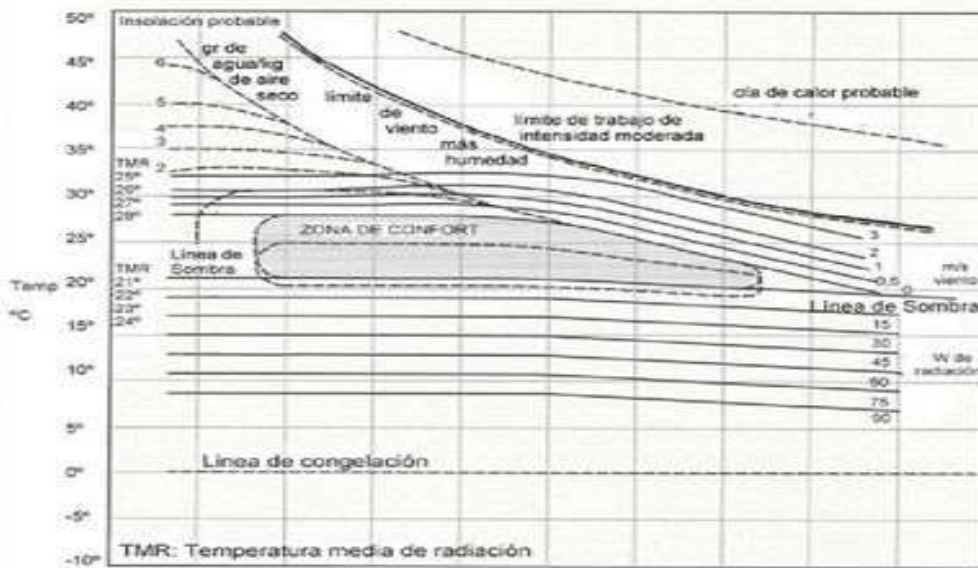 50°
Insolación probable
45°
gr de
agua/kg
de aire
seco
6
5
4
3
2
límite
de
viento
más
humedad
límite de trabajo de
intensidad moderada
ola de calor probable
40°
35°
TMR
25°
26°
27°
28°
30°
25°
ZONA DE CONFORT
Línea de
Sombra
3
2
1
0,5
0
m/s
viento
TMR
21°
22°
23°
24°
Temp
°C
20°
Línea de Sombra
15°
15
30
45
60
75
90
W de
radiación
10°
5°
Linea de congelación
0°
-5°
-10°
TMR: Temperatura media de radiación